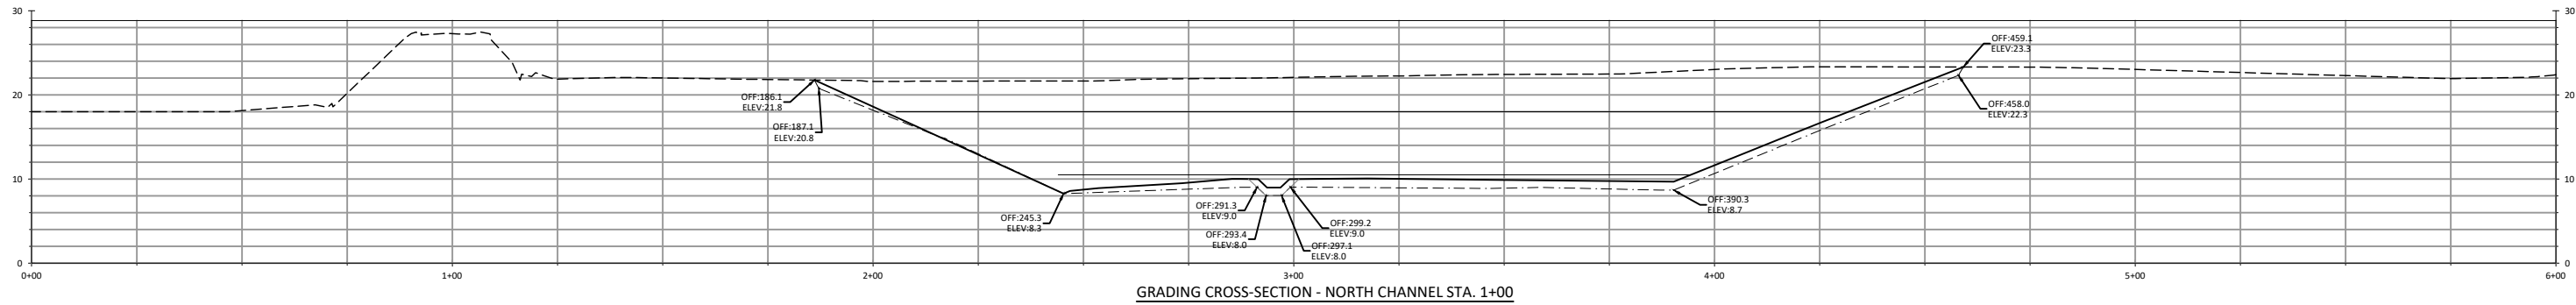 30
30
OFF:459.1
ELEV:23.3
20
20
OFF:186.1
ELEV:21.8
OFF:458.0
ELEV:22.3
OFF:187.1
ELEV:20.8
10
10
OFF:291.3
ELEV:9.0
OFF:390.3
ELEV:8.7
OFF:245.3
ELEV:8.3
OFF:299.2
ELEV:9.0
OFF:293.4
ELEV:8.0
OFF:297.1
ELEV:8.0
0
0
0+00
1+00
2+00
3+00
4+00
5+00
6+00
GRADING CROSS-SECTION - NORTH CHANNEL STA. 1+00